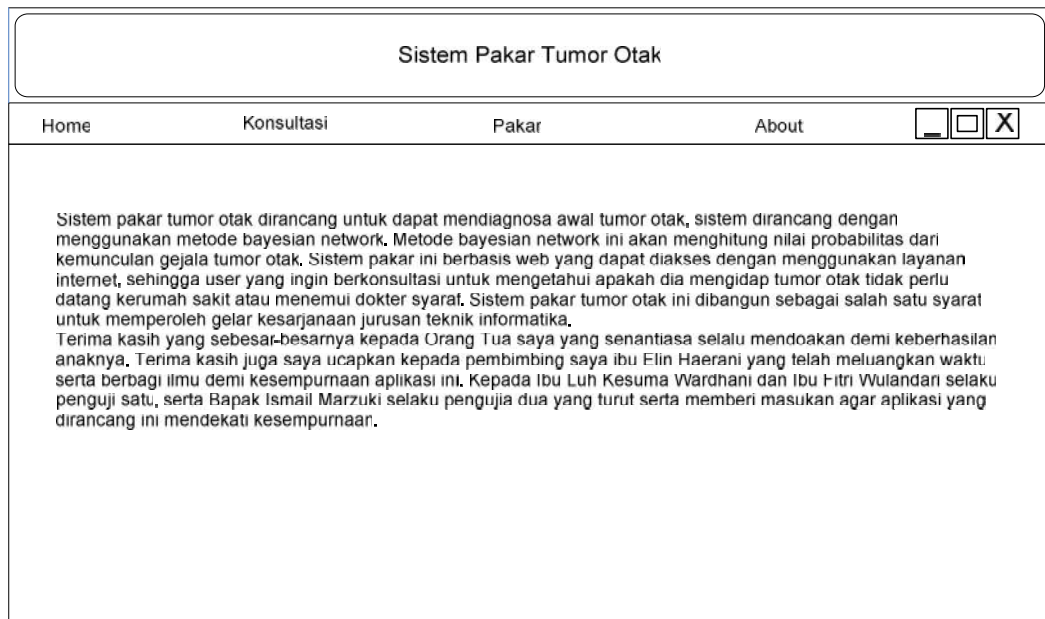 Sistem Pakar Tumor Otak
Home Konsultasi Pakar About _ X
Sistem pakar tumor otak dirancang untuk dapat mendiagnosa awal tumor otak, sistem dirancang dengan
menggunakan metode bayesian network. Metode bayesian network ini akan menghitung nilai probabilitas dari
kemunculan gejala tumor otak. Sistem pakar ini berbasis web yang dapat diakses dengan menggunakan layanan
internet, sehingga user yang ingin berkonsultasi untuk mengetahui apakah dia mengidap tumor otak tidak perlu
datang kerumah sakit atau menemui dokter syaraf. Sistem pakar tumor otak ini dibangun sebagai salah satu syarat
untuk memperoleh gelar kesarjanaan jurusan teknik informatika.
Terima kasih yang sebesar-besarnya kepada Orang Tua saya yang senantiasa selalu mendoakan demi keberhasilan
anaknya. Terima kasih juga saya ucapkan kepada pembimbing saya ibu Elin Haerani yang telah meluangkan waktu
serta berbagi ilmu demi kesempurnaan aplikasi ini. Kepada Ibu Luh Kesuma Wardhani dan Ibu Fitri Wulandari selaku
penguji satu, serta Bapak Ismail Marzuki selaku pengujia dua yang turut serta memberi masukan agar aplikasi yang
dirancang ini mendekati kesempurnaan.